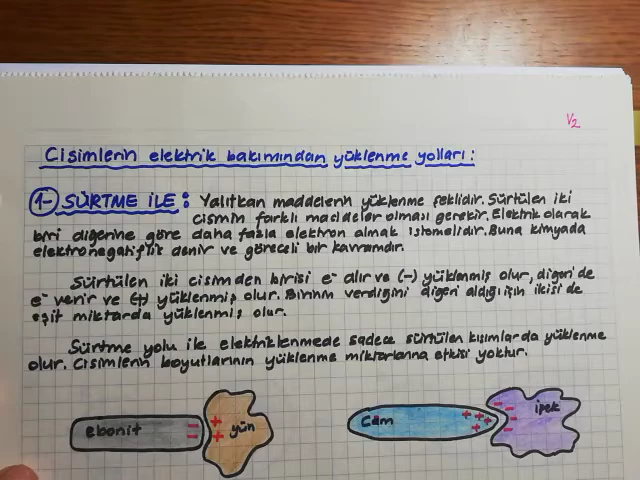 1/2
Cisimlerin elektrik bakımından yüklenme yolları:
1- SÜRTME İLE: Yalıtkan maddelerin yüklenme şeklidir. Sürtülen iki
cismin farklı maddeler olması gerekir. Elektrik olarak
biri diğerine göre daha fazla elektron almak istemelidir. Buna kimyada
elektronegatiflik denir ve göreceli bir kavramdır.
Sürtülen iki cisimden birisi e⁻ alır ve (-) yüklenmiş olur, diğeri de
e⁻ verir ve (+) yüklenmiş olur. Birinin verdiğini diğeri aldığı için ikisi de
eşit miktarda yüklenmiş olur.
Sürtme yolu ile elektriklenmede sadece sürtülen kısımlarda yüklenme
olur. Cisimlerin boyutlarının yüklenme miktarlarına etkisi yoktur.
ebonit - - + + yün
Cam + + + + + - - - - ipek